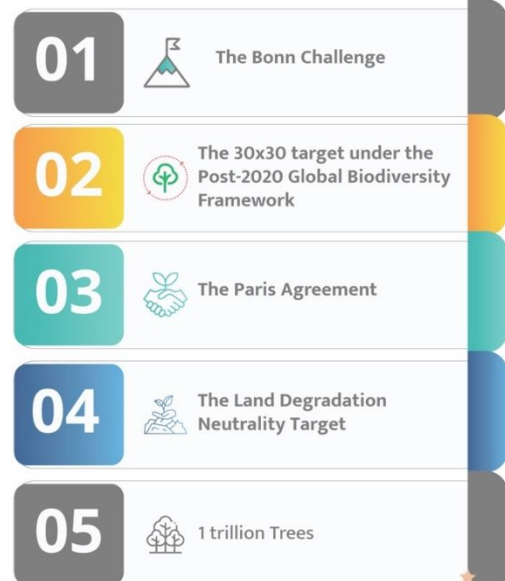 01
The Bonn Challenge
02
The 30x30 target under the
Post-2020 Global Biodiversity
Framework
03
The Paris Agreement
04
The Land Degradation
Neutrality Target
05
1 trillion Trees